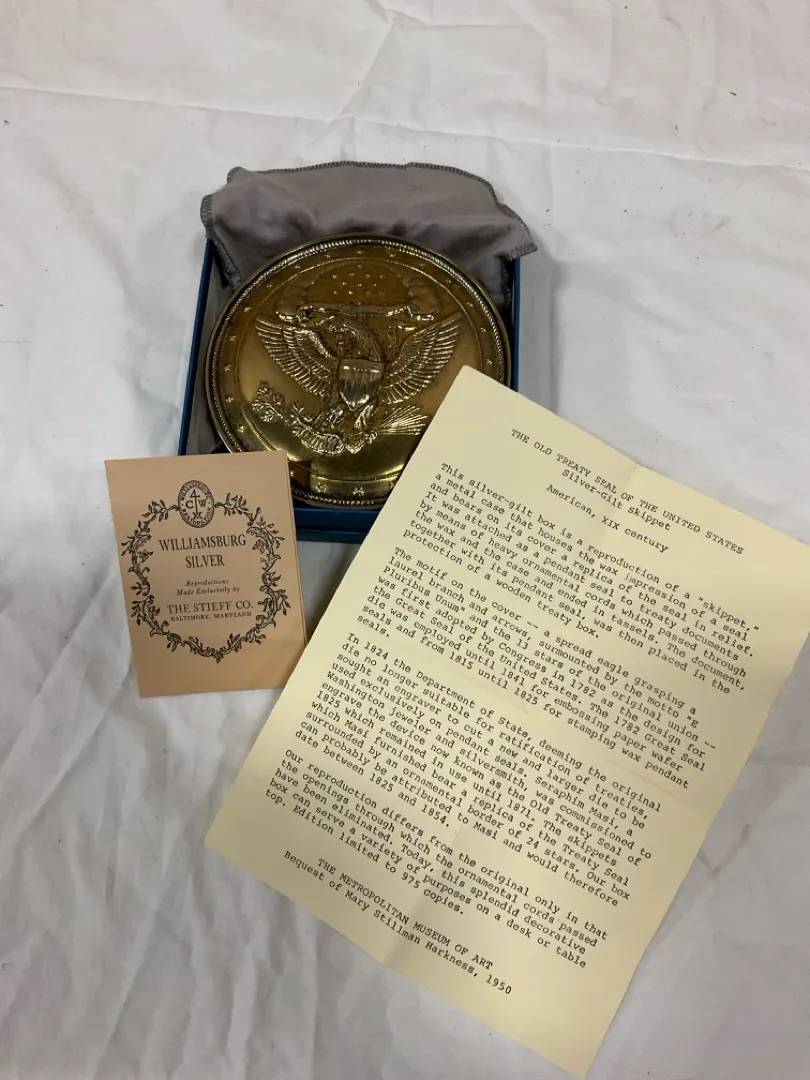 WILLIAMSBURG
SILVER
Reproductions
Made Exclusively by
THE STIEFF CO.
BALTIMORE, MARYLAND
THE OLD TREATY SEAL OF THE UNITED STATES
Silver-Gilt Skippet
American, XIX century
This silver-gilt box is a reproduction of a "skippet,"
a metal case that houses the wax impression of a seal
and bears on its cover a replica of the seal in relief.
It was attached as a pendant seal to documents
by means of heavy ornamental cords which passed through
the wax and the case and ended in tassels. The document,
together with its pendant seal, was then placed in the
protection of a wooden treaty box.
The motif on the cover -- a spread eagle grasping a
laurel branch and arrows, surmounted by the motto "E
Pluribus Unum" and the 13 stars of the original union --
was first adopted by Congress in 1782 as the design for
the Great Seal of the United States. The 1782 Great Seal
die was employed until 1841 for embossing paper wafer
seals and from 1815 until 1825 for stamping wax pendant
seals.
In 1824 the Department of State, deeming the original
die no longer suitable for ratification of treaties,
sought an engraver to cut a new and larger die to be
used exclusively on pendant seals. Seraphim Masi, a
Washington jeweler and silversmith, was commissioned to
engrave the device now known as the Old Treaty Seal of
1825 which remained in use until 1871. The skippets
which Masi furnished bear a replica of the Treaty Seal
surrounded by an ornamental border of 24 stars. Our box
can probably be attributed to Masi and would therefore
date between 1825 and 1854.
Our reproduction differs from the original only in that
the openings through which the ornamental cords passed
have been eliminated. Today, this splendid decorative
box can serve a variety of purposes on a desk or table
top. Edition limited to 975 copies.
THE METROPOLITAN MUSEUM OF ART
Bequest of Mary Stillman Harkness, 1950